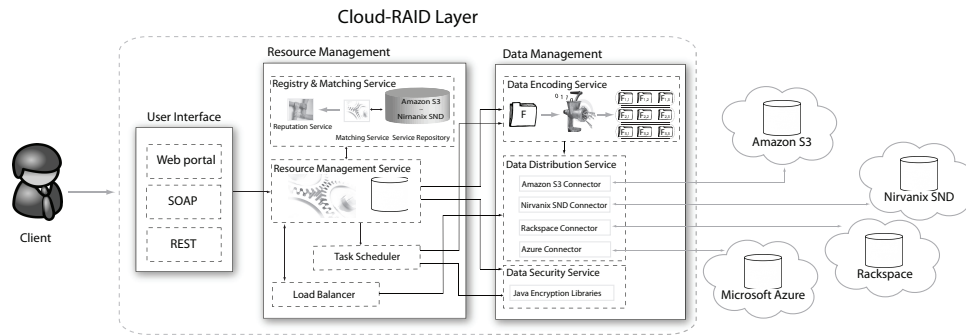 Cloud-RAID Layer
Resource Management
Data Management
Registry & Matching Service
Amazon S3
–
Nirvanix SND
Reputation Service
Matching Service
Service Repository
Data Encoding Service
0 1 1
F
User Interface
Web portal
SOAP
REST
Client
Resource Management Service
Task Scheduler
Load Balancer
Data Distribution Service
Amazon S3 Connector
Nirvanix SND Connector
Rackspace Connector
Azure Connector
Data Security Service
Java Encryption Libraries
Amazon S3
Nirvanix SND
Rackspace
Microsoft Azure